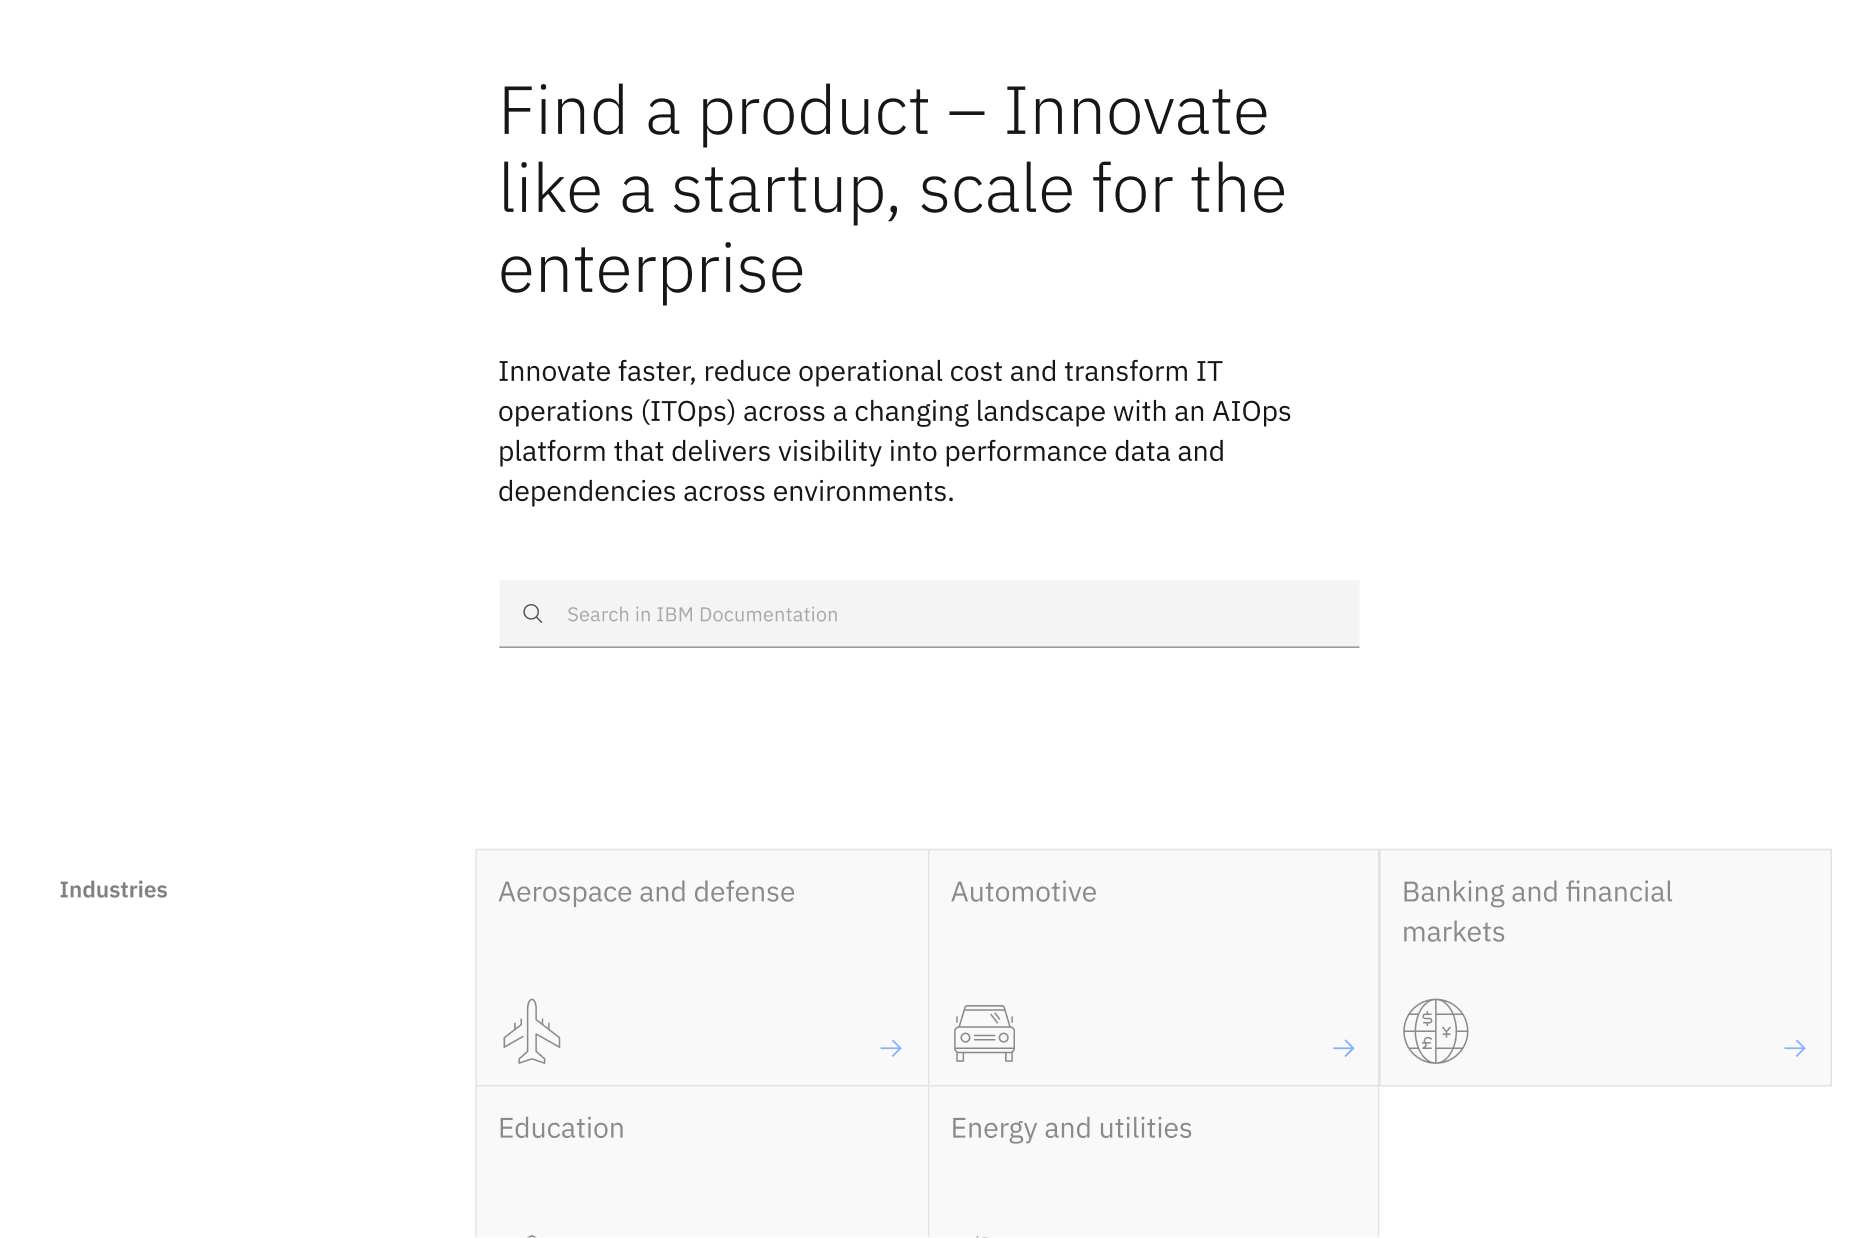 Find a product – Innovate
like a startup, scale for the
enterprise
Innovate faster, reduce operational cost and transform IT
operations (ITOps) across a changing landscape with an AIOps
platform that delivers visibility into performance data and
dependencies across environments.
Search in IBM Documentation
Industries
Aerospace and defense
Automotive
Banking and financial
markets
$
¥
£
Education
Energy and utilities